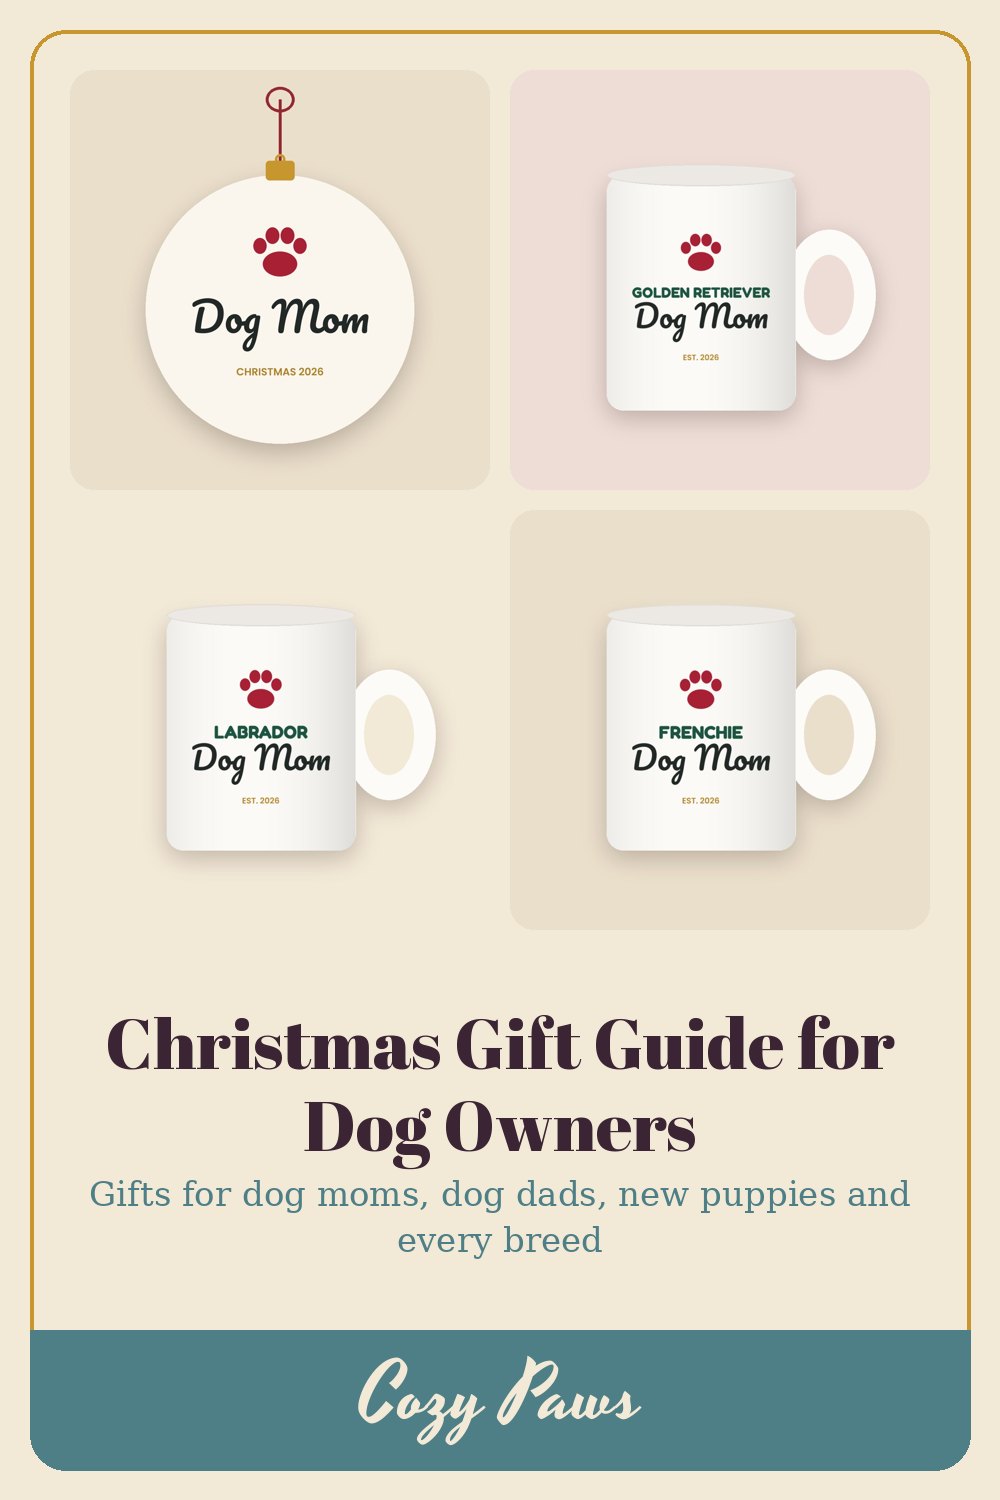 Dog Mom
CHRISTMAS 2026
GOLDEN RETRIEVER
Dog Mom
EST. 2026
LABRADOR
Dog Mom
EST. 2026
FRENCHIE
Dog Mom
EST. 2026
Christmas Gift Guide for
Dog Owners
Gifts for dog moms, dog dads, new puppies and
every breed
Cozy Paws